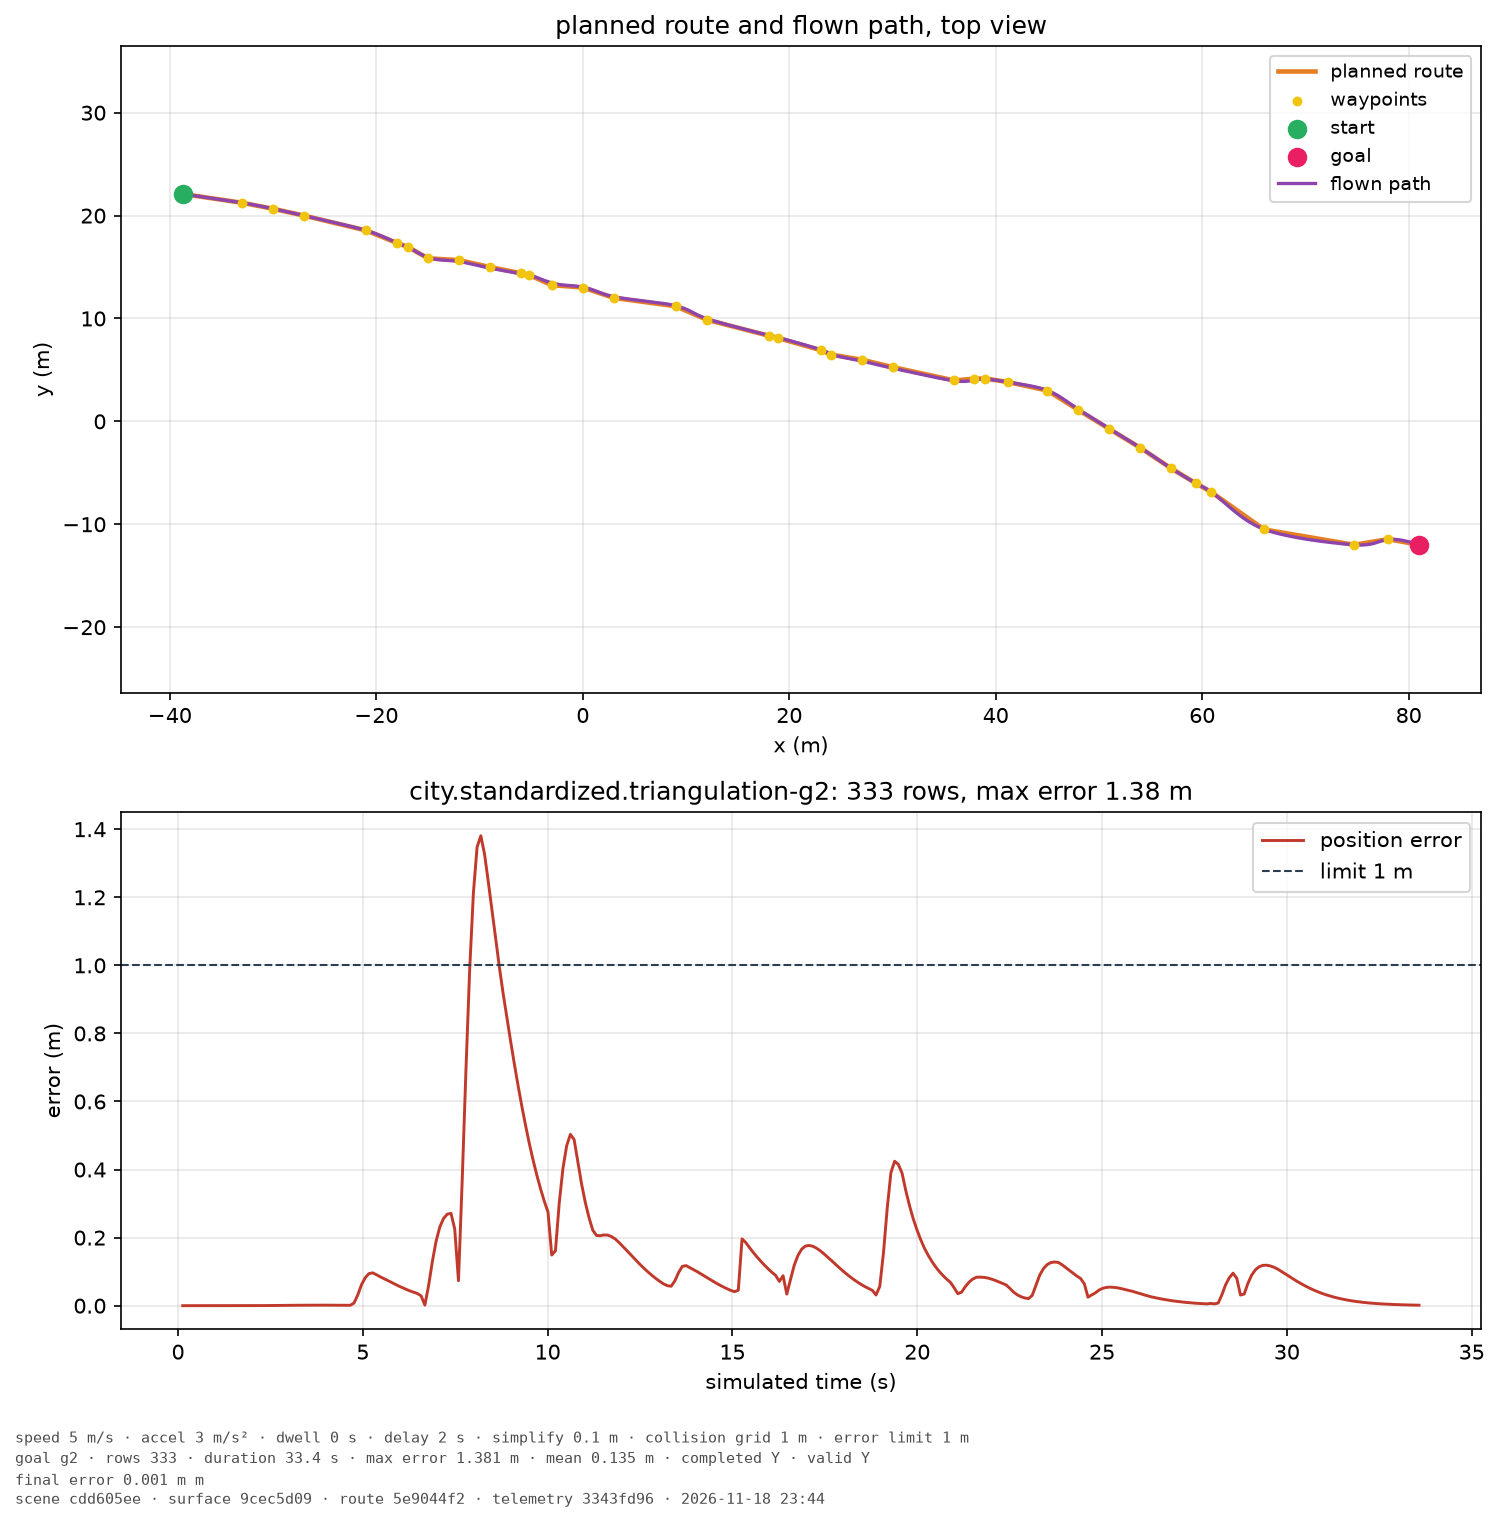 planned route and flown path, top view
planned route
waypoints
start
goal
flown path
30
20
10
0
−10
−20
y (m)
−40
−20
0
20
40
60
80
x (m)
city.standardized.triangulation-g2: 333 rows, max error 1.38 m
position error
limit 1 m
1.4
1.2
1.0
0.8
0.6
0.4
0.2
0.0
error (m)
0
5
10
15
20
25
30
35
simulated time (s)
speed 5 m/s · accel 3 m/s² · dwell 0 s · delay 2 s · simplify 0.1 m · collision grid 1 m · error limit 1 m
goal g2 · rows 333 · duration 33.4 s · max error 1.381 m · mean 0.135 m · completed Y · valid Y
final error 0.001 m m
scene cdd605ee · surface 9cec5d09 · route 5e9044f2 · telemetry 3343fd96 · 2026-11-18 23:44